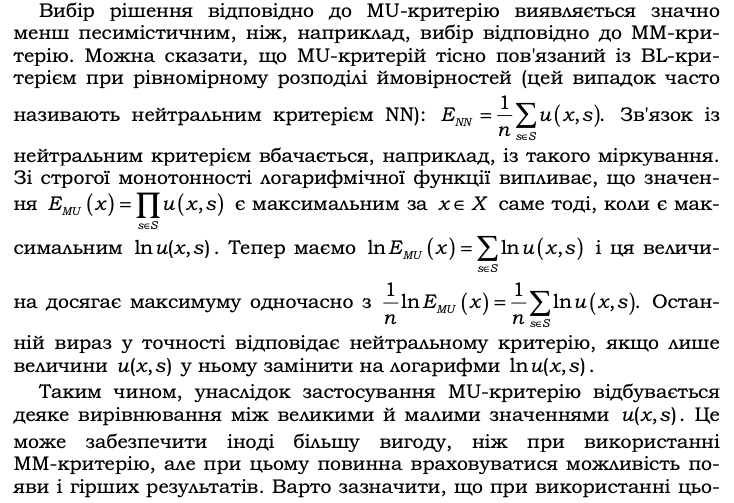 Вибір рішення відповідно до MU-критерію виявляється значно
менш песимістичним, ніж, наприклад, вибір відповідно до ММ-кри-
терію. Можна сказати, що MU-критерій тісно пов'язаний із BL-кри-
терієм при рівномірному розподілі ймовірностей (цей випадок часто
називають нейтральним критерієм NN): $E_{NN} = \frac{1}{n}\sum_{s \in S} u(x,s)$. Зв'язок із
нейтральним критерієм вбачається, наприклад, із такого міркування.
Зі строгої монотонності логарифмічної функції випливає, що значен-
ня $E_{MU}(x) = \prod_{s \in S} u(x,s)$ є максимальним за $x \in X$ саме тоді, коли є мак-
симальним $\ln u(x,s)$. Тепер маємо $\ln E_{MU}(x) = \sum_{s \in S} \ln u(x,s)$ і ця величи-
на досягає максимуму одночасно з $\frac{1}{n}\ln E_{MU}(x) = \frac{1}{n}\sum_{s \in S} \ln u(x,s)$. Остан-
ній вираз у точності відповідає нейтральному критерію, якщо лише
величини $u(x,s)$ у ньому замінити на логарифми $\ln u(x,s)$.
Таким чином, унаслідок застосування MU-критерію відбувається
деяке вирівнювання між великими й малими значеннями $u(x,s)$. Це
може забезпечити іноді більшу вигоду, ніж при використанні
ММ-критерію, але при цьому повинна враховуватися можливість по-
яви і гірших результатів. Варто зазначити, що при використанні цьо-